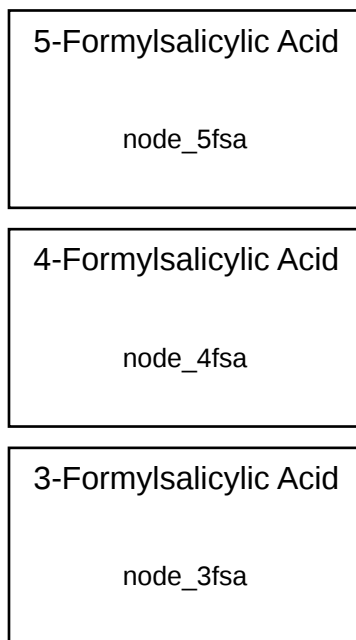 5-Formylsalicylic Acid
node_5fsa
4-Formylsalicylic Acid
node_4fsa
3-Formylsalicylic Acid
node_3fsa